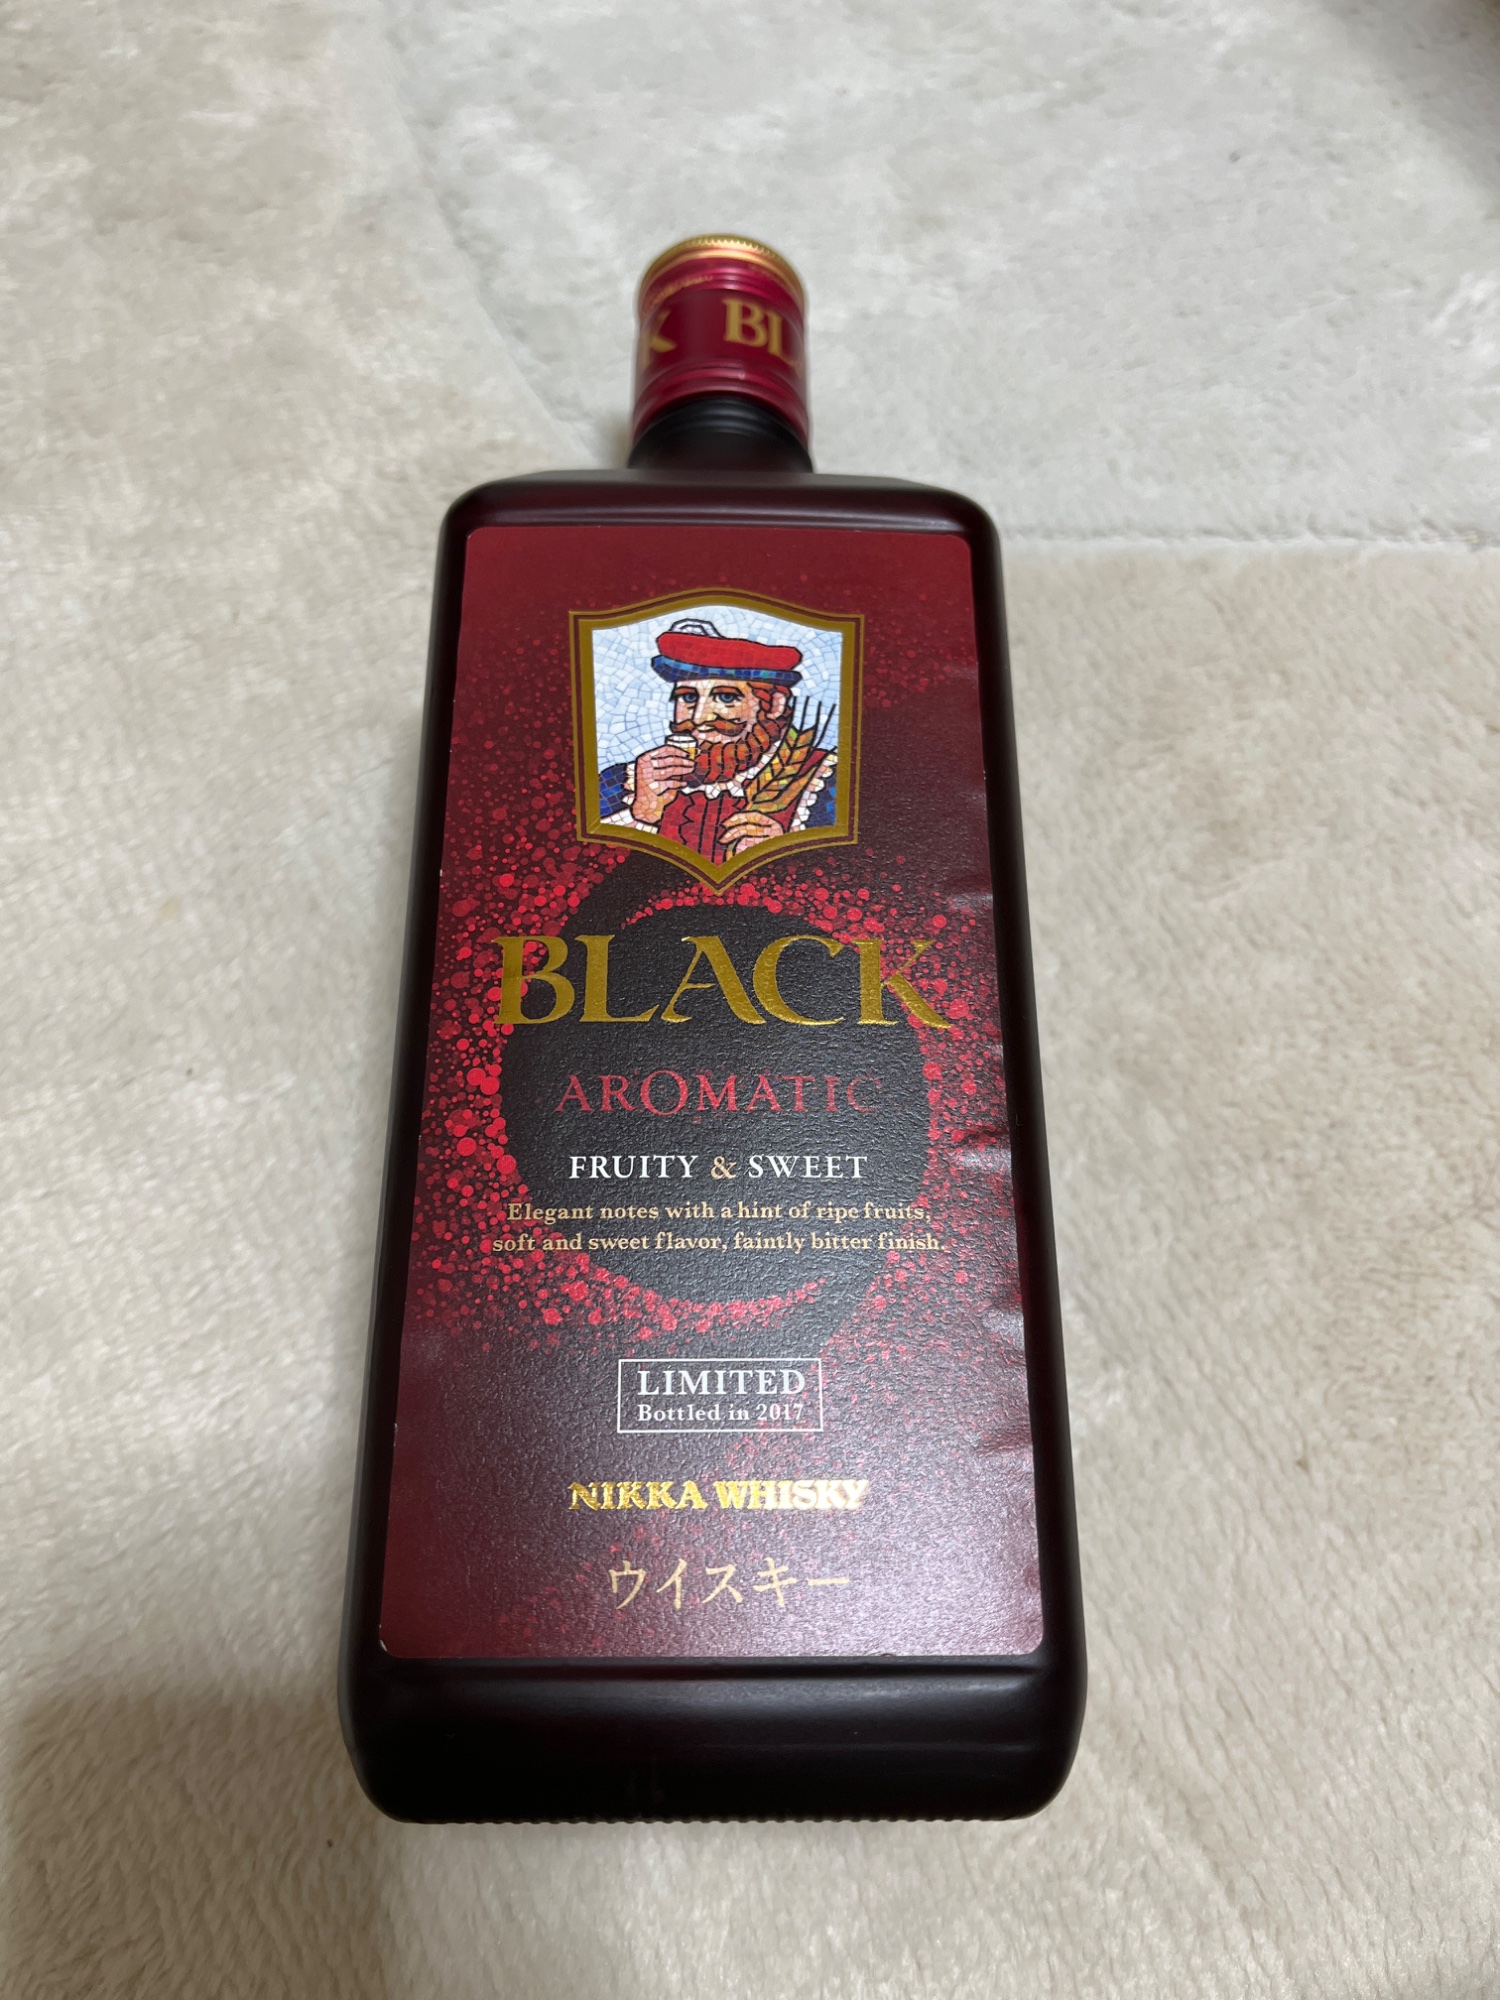 K BL
BLACK
AROMATIC
FRUITY & SWEET
Elegant notes with a hint of ripe fruits,
soft and sweet flavor, faintly bitter finish.
LIMITED
Bottled in 2017
NIKKA WHISKY
ウイスキー